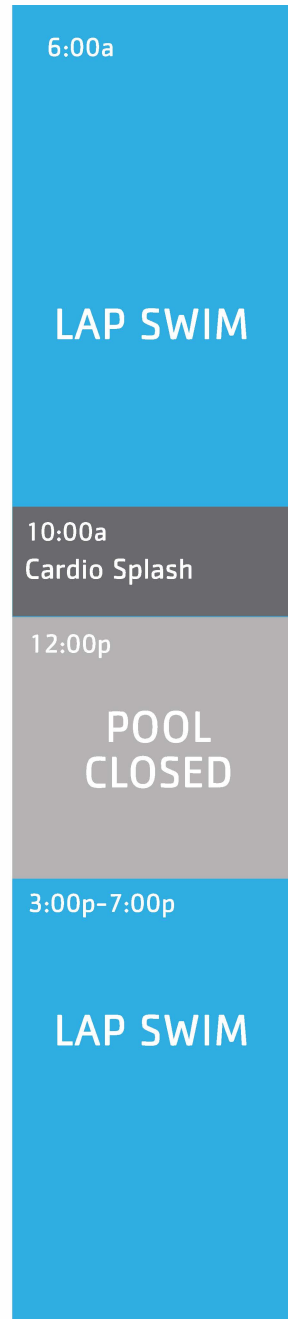 6:00a
LAP SWIM
10:00a
Cardio Splash
12:00p
POOL
CLOSED
3:00p-7:00p
LAP SWIM